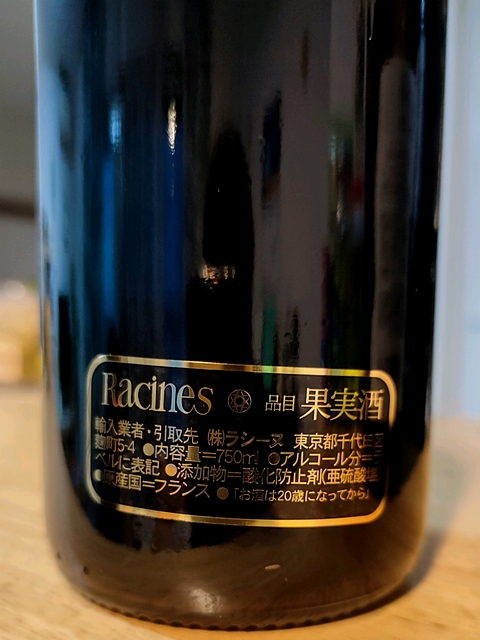 Racines 品目 果実酒
輸入業者・引取先 (株)ラシーヌ 東京都千代田区
麹町5-4 ●内容量=750ml ●アルコール分=ラ
ベルに表記 ●添加物=酸化防止剤(亜硫酸塩
●原産国=フランス ●「お酒は20歳になってから」